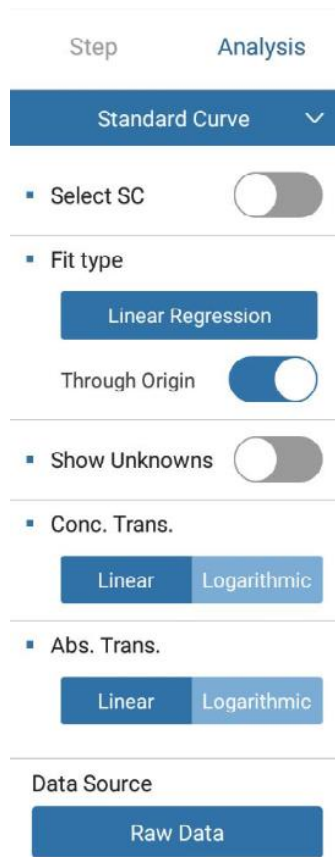 Step Analysis
Standard Curve
Select SC
Fit type
Linear Regression
Through Origin
Show Unknowns
Conc. Trans.
Linear Logarithmic
Abs. Trans.
Linear Logarithmic
Data Source
Raw Data